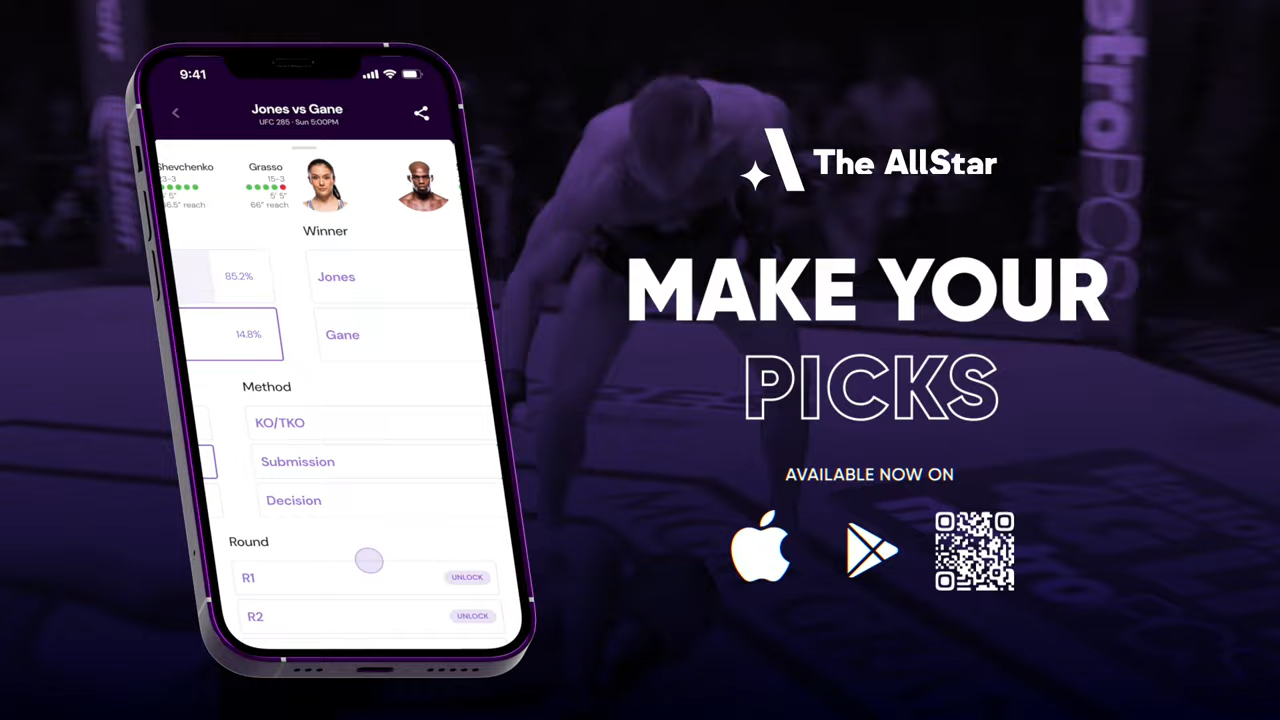 9:41
Jones vs Gane
UFC 285 · Sun 5:00PM
Shevchenko
Grasso
15-3
5' 5"
66" reach
Winner
85.2%
Jones
14.8%
Gane
Method
KO/TKO
Submission
Decision
Round
R1
UNLOCK
R2
UNLOCK
The AllStar
MAKE YOUR
PICKS
AVAILABLE NOW ON